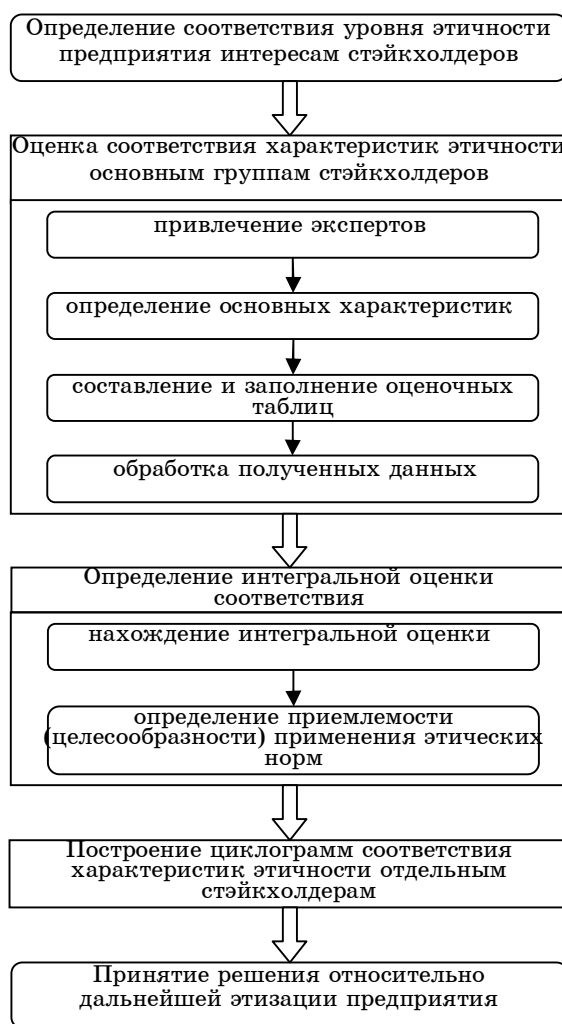 Определение соответствия уровня этичности
предприятия интересам стэйкхолдеров
Оценка соответствия характеристик этичности
основным группам стэйкхолдеров
привлечение экспертов
определение основных характеристик
составление и заполнение оценочных
таблиц
обработка полученных данных
Определение интегральной оценки
соответствия
нахождение интегральной оценки
определение приемлемости
(целесообразности) применения этических
норм
Построение циклограмм соответствия
характеристик этичности отдельным
стэйкхолдерам
Принятие решения относительно
дальнейшей этизации предприятия